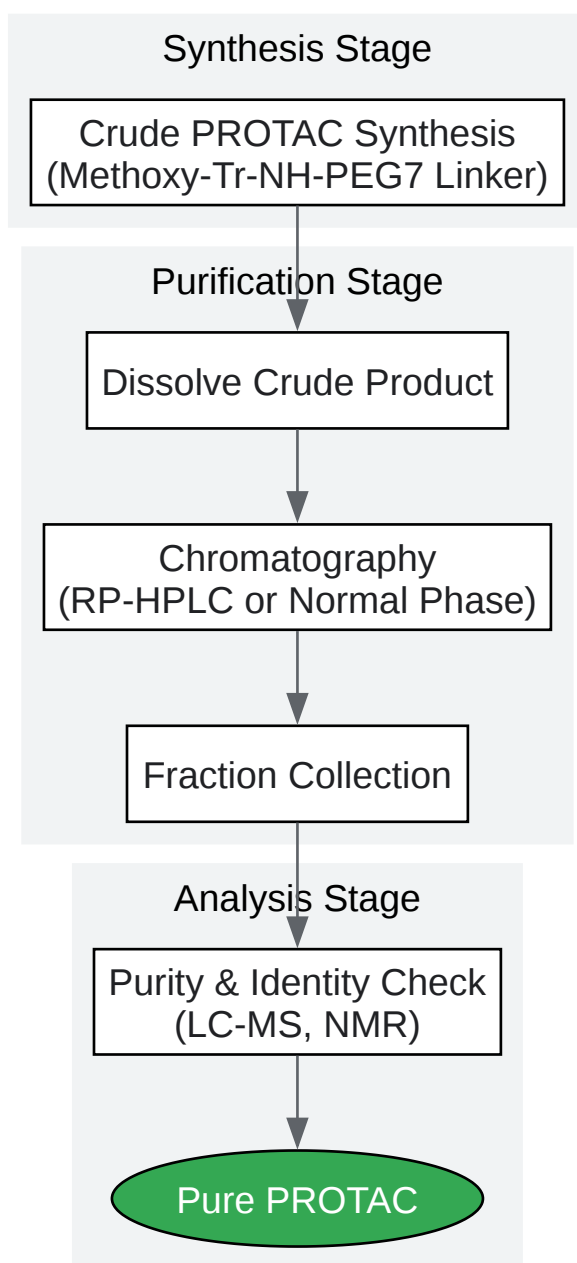 Synthesis Stage
Crude PROTAC Synthesis
(Methoxy-Tr-NH-PEG7 Linker)
Purification Stage
Dissolve Crude Product
Chromatography
(RP-HPLC or Normal Phase)
Fraction Collection
Analysis Stage
Purity & Identity Check
(LC-MS, NMR)
Pure PROTAC